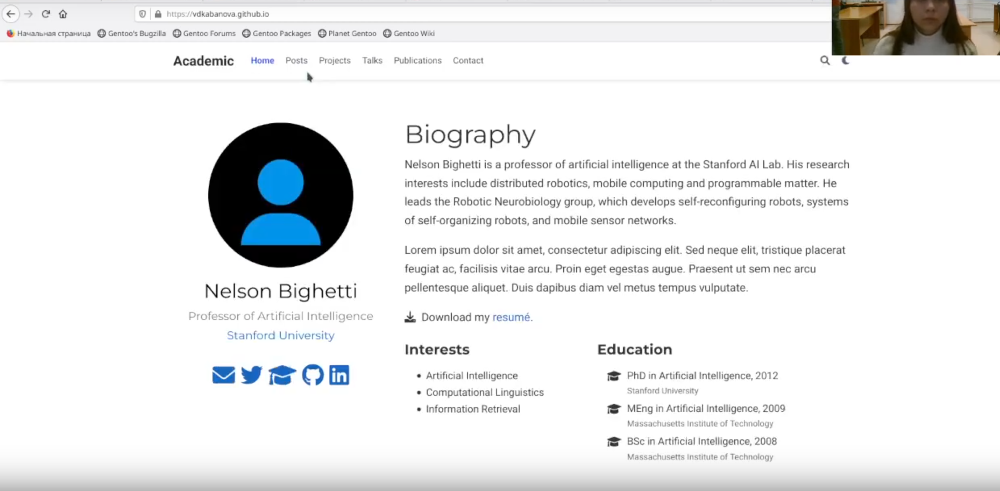 https://vdkabanova.github.io
Начальная страница Gentoo's Bugzilla Gentoo Forums Gentoo Packages Planet Gentoo Gentoo Wiki
Academic Home Posts Projects Talks Publications Contact
Nelson Bighetti
Professor of Artificial Intelligence
Stanford University
Biography
Nelson Bighetti is a professor of artificial intelligence at the Stanford AI Lab. His research
interests include distributed robotics, mobile computing and programmable matter. He
leads the Robotic Neurobiology group, which develops self-reconfiguring robots, systems
of self-organizing robots, and mobile sensor networks.
Lorem ipsum dolor sit amet, consectetur adipiscing elit. Sed neque elit, tristique placerat
feugiat ac, facilisis vitae arcu. Proin eget egestas augue. Praesent ut sem nec arcu
pellentesque aliquet. Duis dapibus diam vel metus tempus vulputate.
Download my resumé.
Interests
Artificial Intelligence
Computational Linguistics
Information Retrieval
Education
PhD in Artificial Intelligence, 2012
Stanford University
MEng in Artificial Intelligence, 2009
Massachusetts Institute of Technology
BSc in Artificial Intelligence, 2008
Massachusetts Institute of Technology